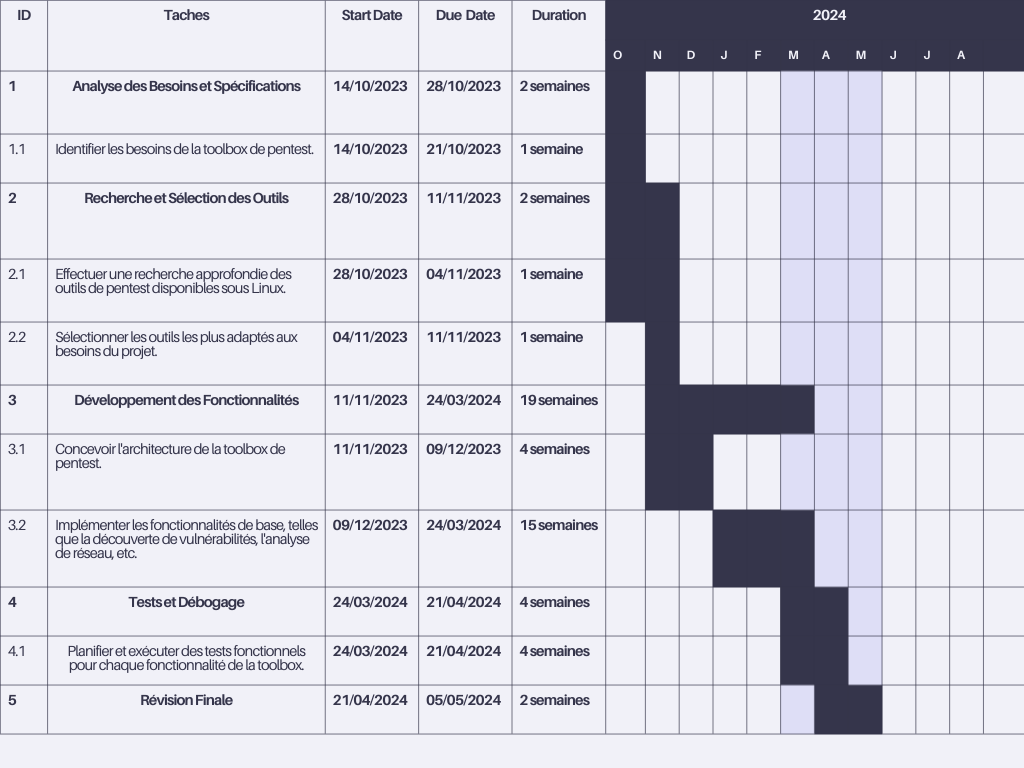 ID Taches Start Date Due Date Duration 2024
O N D J F M A M J J A
1 Analyse des Besoins et Spécifications 14/10/2023 28/10/2023 2 semaines
1.1 Identifier les besoins de la toolbox de pentest. 14/10/2023 21/10/2023 1 semaine
2 Recherche et Sélection des Outils 28/10/2023 11/11/2023 2 semaines
2.1 Effectuer une recherche approfondie des 28/10/2023 04/11/2023 1 semaine
outils de pentest disponibles sous Linux.
2.2 Sélectionner les outils les plus adaptés aux 04/11/2023 11/11/2023 1 semaine
besoins du projet.
3 Développement des Fonctionnalités 11/11/2023 24/03/2024 19 semaines
3.1 Concevoir l'architecture de la toolbox de 11/11/2023 09/12/2023 4 semaines
pentest.
3.2 Implémenter les fonctionnalités de base, telles 09/12/2023 24/03/2024 15 semaines
que la découverte de vulnérabilités, l'analyse
de réseau, etc.
4 Tests et Débogage 24/03/2024 21/04/2024 4 semaines
4.1 Planifier et exécuter des tests fonctionnels 24/03/2024 21/04/2024 4 semaines
pour chaque fonctionnalité de la toolbox.
5 Révision Finale 21/04/2024 05/05/2024 2 semaines